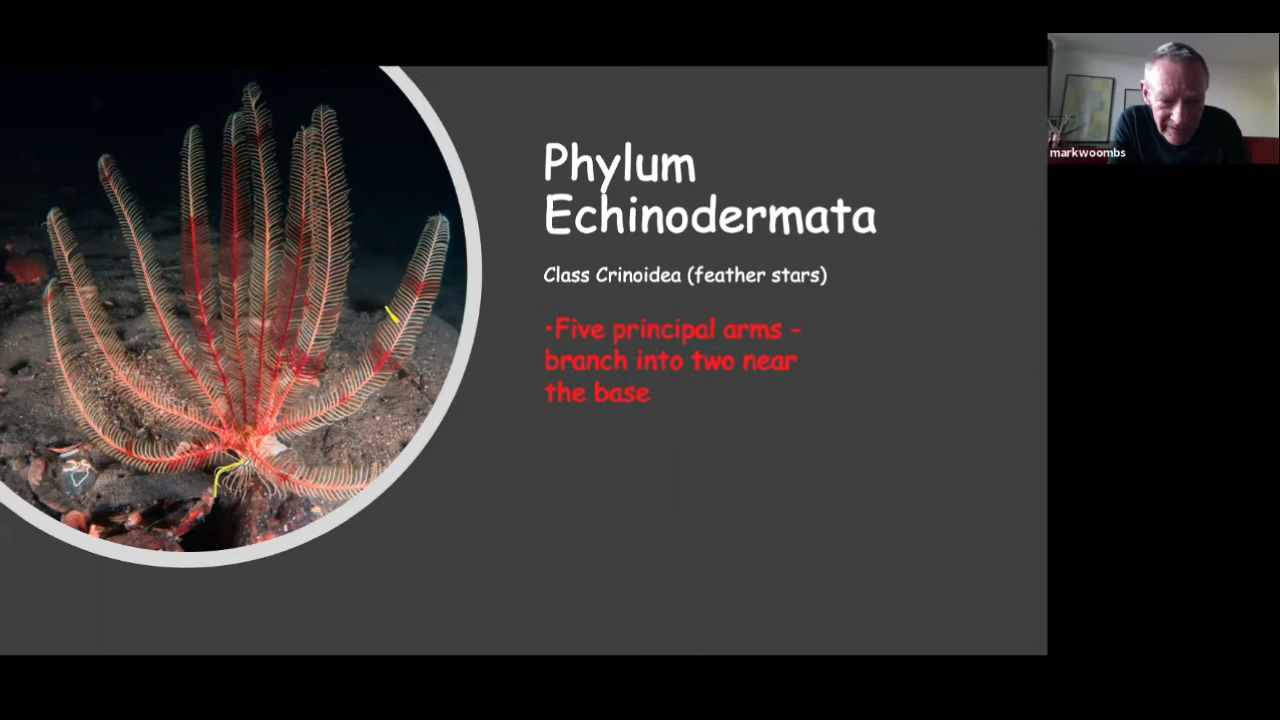 Phylum
Echinodermata
Class Crinoidea (feather stars)
•Five principal arms –
branch into two near
the base
markwoombs